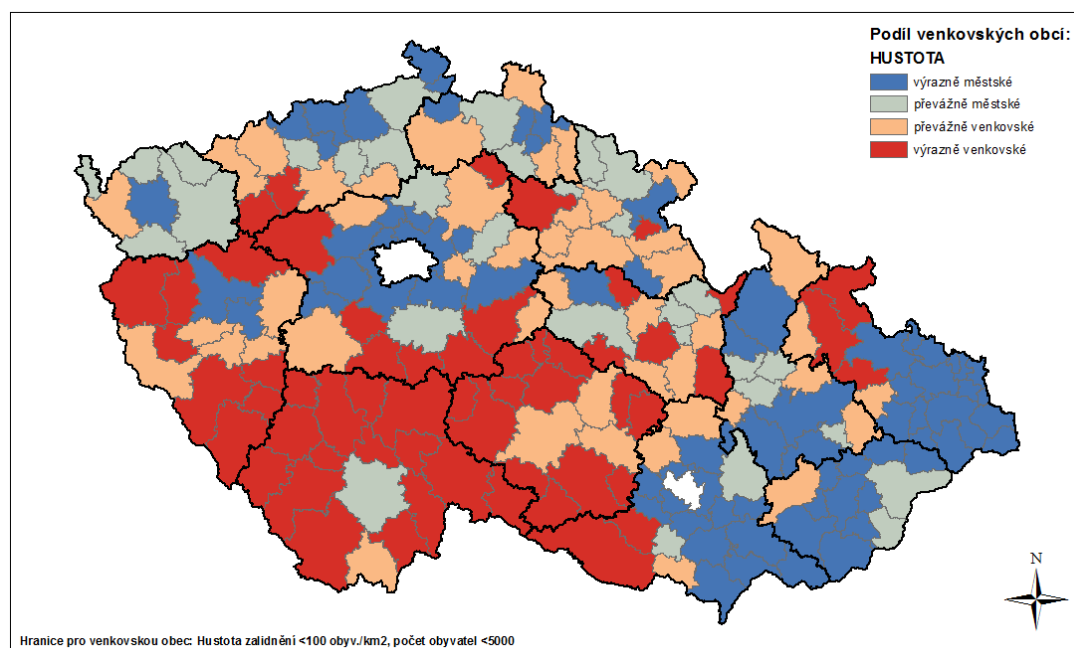 Podíl venkovských obcí:
HUSTOTA
výrazně městské
převážně městské
převážně venkovské
výrazně venkovské
N
Hranice pro venkovskou obec: Hustota zalidnění <100 obyv./km2, počet obyvatel <5000